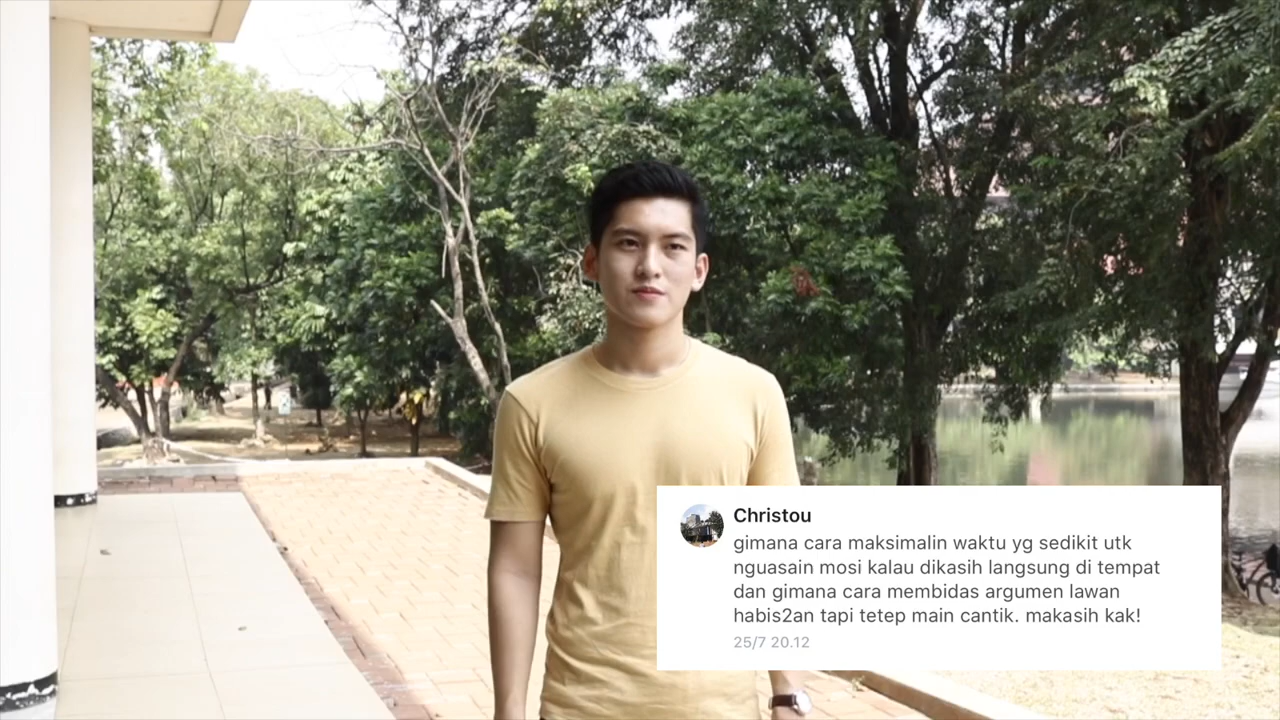 Christou
gimana cara maksimalin waktu yg sedikit utk
nguasain mosi kalau dikasih langsung di tempat
dan gimana cara membidas argumen lawan
habis2an tapi tetep main cantik. makasih kak!
25/7 20.12